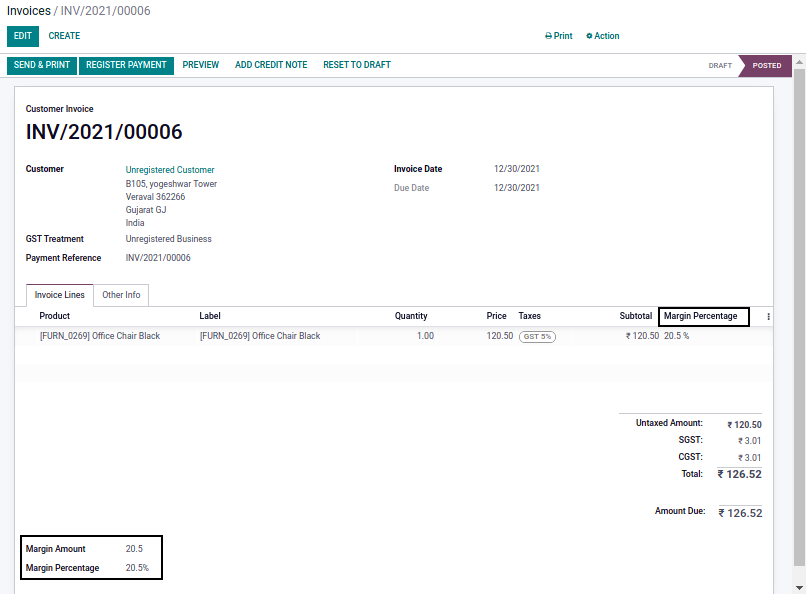 Invoices / INV/2021/00006
EDIT CREATE Print Action
SEND & PRINT REGISTER PAYMENT PREVIEW ADD CREDIT NOTE RESET TO DRAFT DRAFT POSTED
Customer Invoice
INV/2021/00006
Customer Unregistered Customer Invoice Date 12/30/2021
B105, yogeshwar Tower Due Date 12/30/2021
Veraval 362266
Gujarat GJ
India
GST Treatment Unregistered Business
Payment Reference INV/2021/00006
Invoice Lines Other Info
Product Label Quantity Price Taxes Subtotal Margin Percentage
[FURN_0269] Office Chair Black [FURN_0269] Office Chair Black 1.00 120.50 GST 5% ₹ 120.50 20.5 %
Untaxed Amount: ₹ 120.50
SGST: ₹ 3.01
CGST: ₹ 3.01
Total: ₹ 126.52
Amount Due: ₹ 126.52
Margin Amount 20.5
Margin Percentage 20.5%